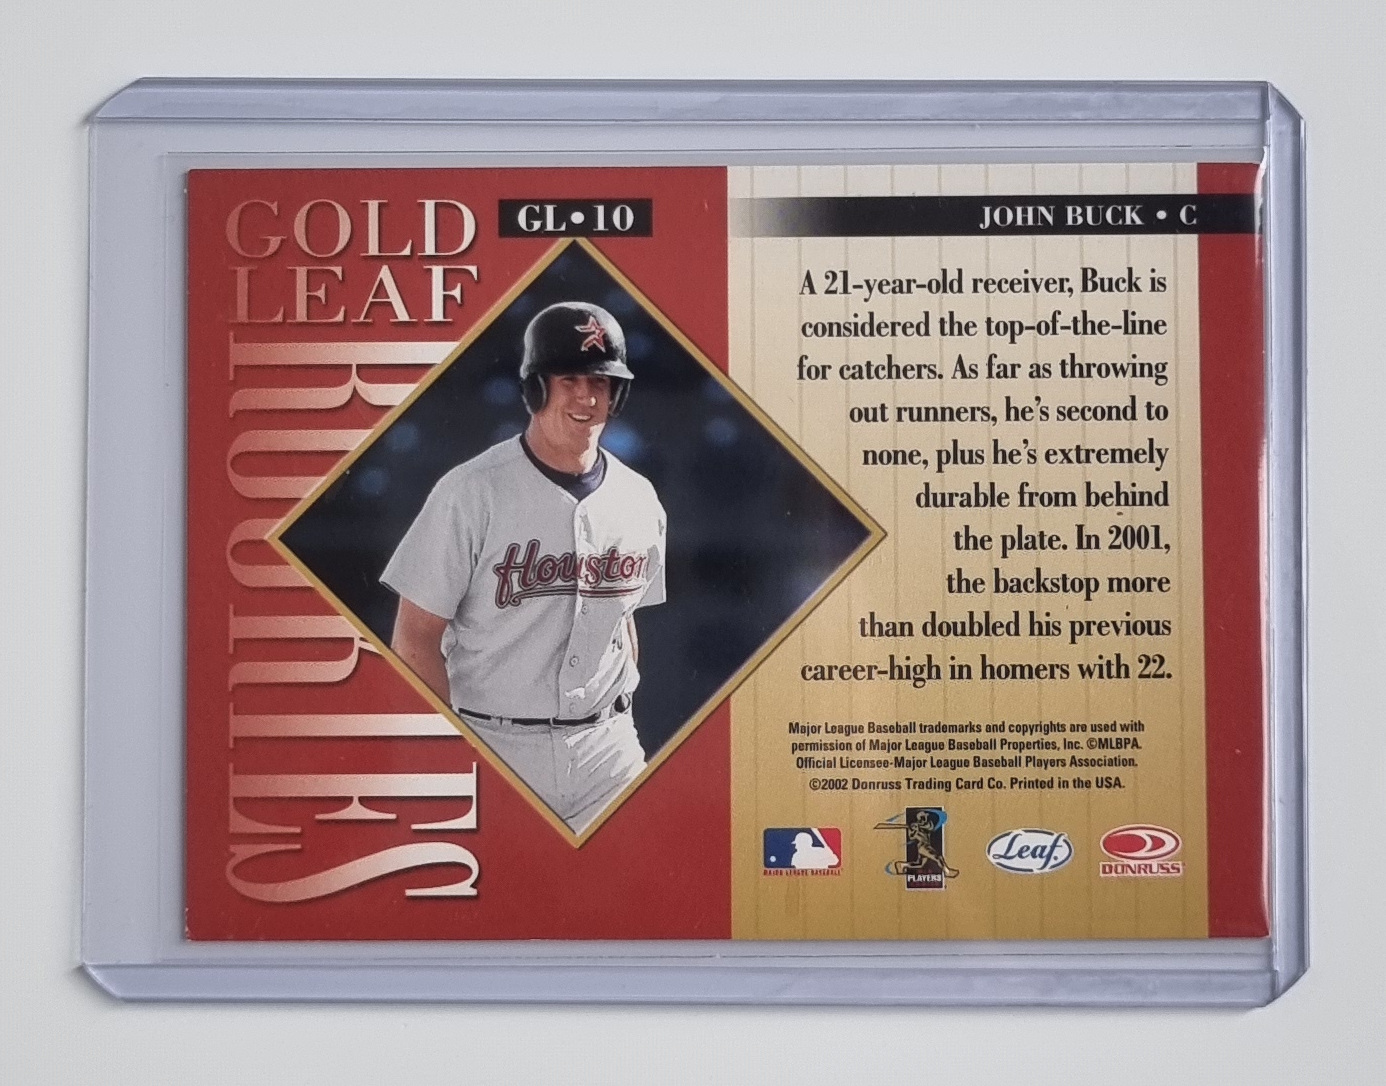 GOLD
LEAF
ROOKIES
GL•10
Houston
JOHN BUCK • C
A 21-year-old receiver, Buck is
considered the top-of-the-line
for catchers. As far as throwing
out runners, he's second to
none, plus he's extremely
durable from behind
the plate. In 2001,
the backstop more
than doubled his previous
career-high in homers with 22.
Major League Baseball trademarks and copyrights are used with
permission of Major League Baseball Properties, Inc. ©MLBPA.
Official Licensee-Major League Baseball Players Association.
©2002 Donruss Trading Card Co. Printed in the USA.
MAJOR LEAGUE BASEBALL
PLAYERS
Leaf
DONRUSS